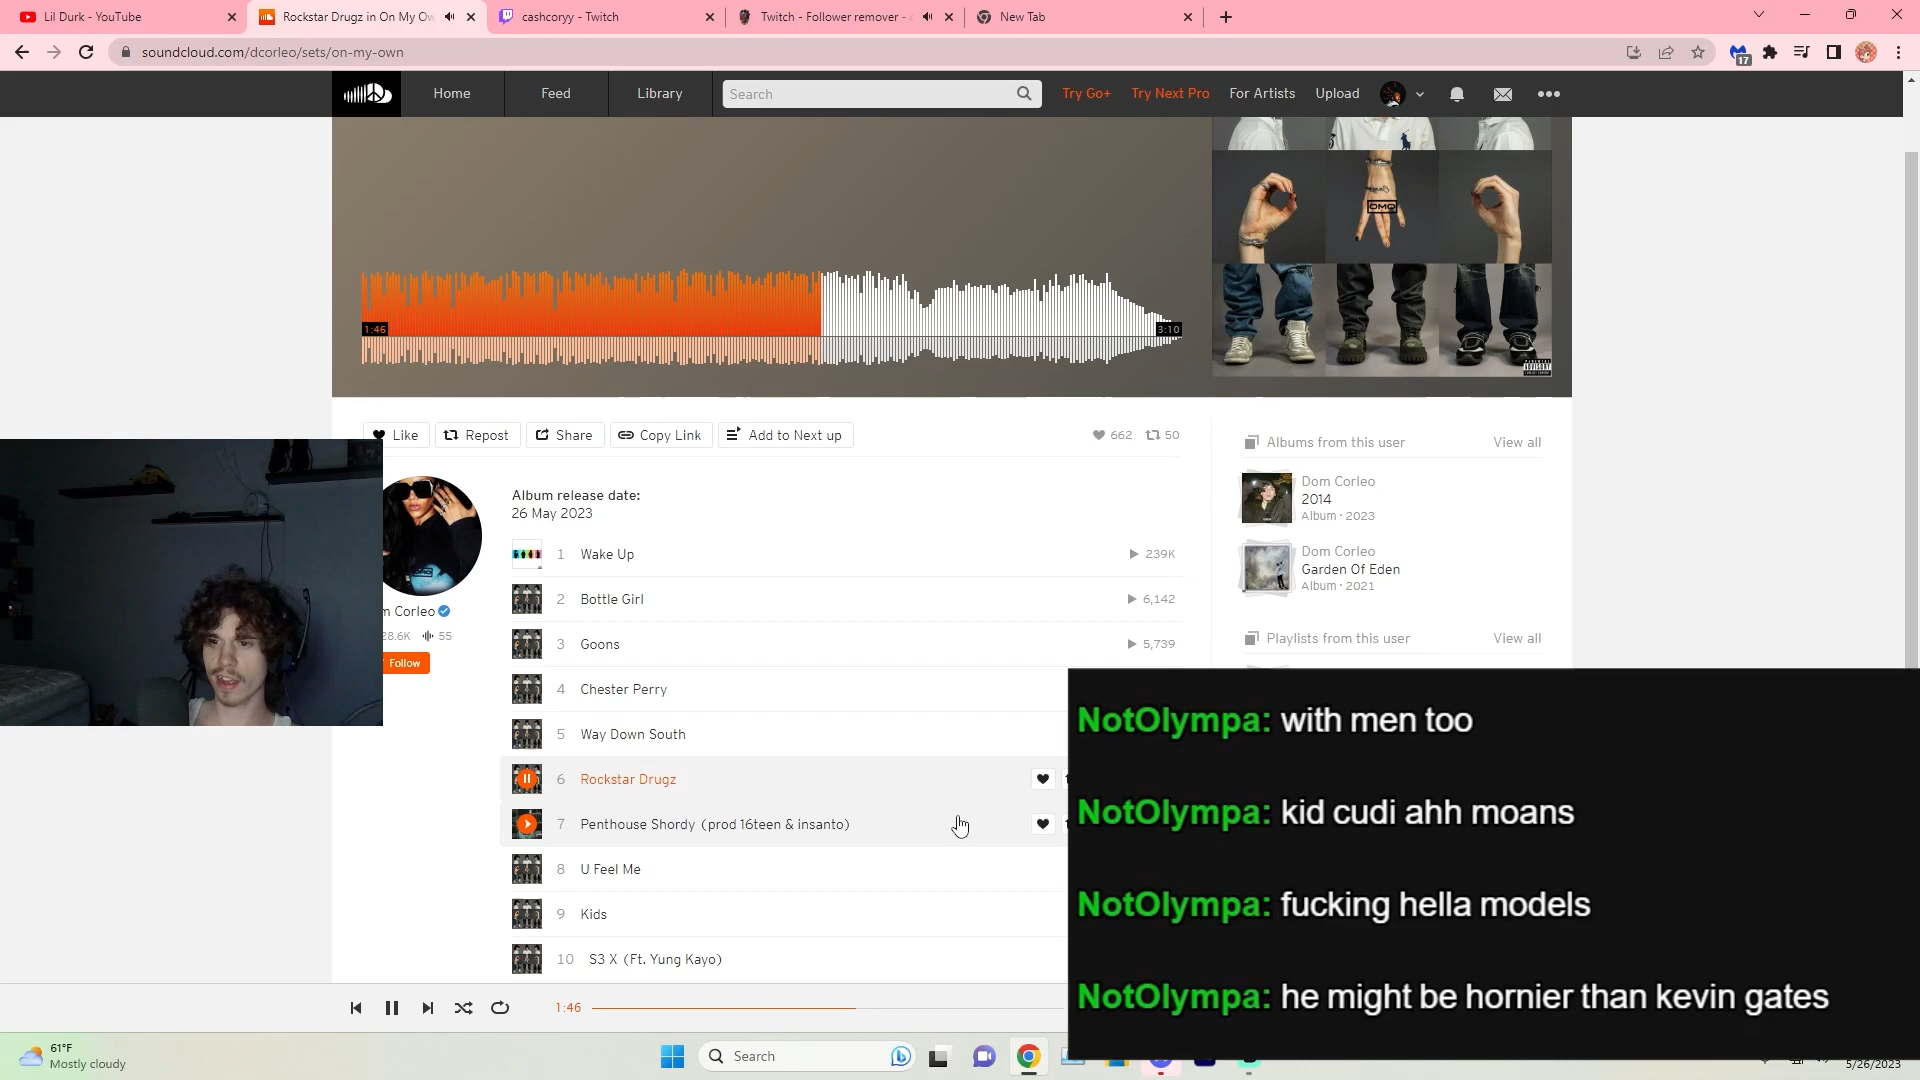 Lil Durk - YouTube
Rockstar Drugz in On My Ow
cashcoryy - Twitch
Twitch - Follower remover - c
New Tab
soundcloud.com/dcorleo/sets/on-my-own
17
Home
Feed
Library
Search
Try Go+
Try Next Pro
For Artists
Upload
OMO
1:46
3:10
ADVISORY
Like
Repost
Share
Copy Link
Add to Next up
662
50
Albums from this user
View all
Album release date:
26 May 2023
Dom Corleo
2014
Album · 2023
1 Wake Up
239K
Dom Corleo
Garden Of Eden
Album · 2021
2 Bottle Girl
6,142
m Corleo
28.6K
55
Follow
3 Goons
5,739
Playlists from this user
View all
4 Chester Perry
5 Way Down South
6 Rockstar Drugz
7 Penthouse Shordy (prod 16teen & insanto)
8 U Feel Me
9 Kids
10 S3 X (Ft. Yung Kayo)
NotOlympa: with men too
NotOlympa: kid cudi ahh moans
NotOlympa: fucking hella models
NotOlympa: he might be hornier than kevin gates
1:46
61°F
Mostly cloudy
Search
5/26/2023